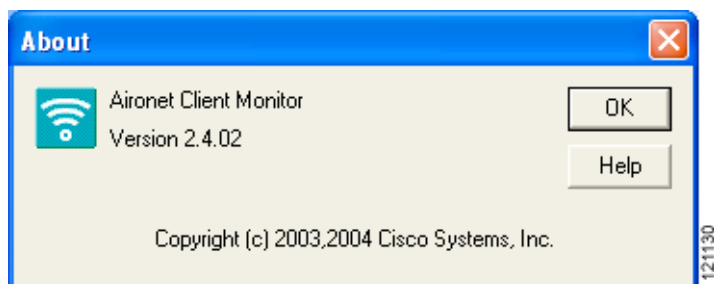 About
Aironet Client Monitor
Version 2.4.02
OK
Help
Copyright (c) 2003,2004 Cisco Systems, Inc.
121130